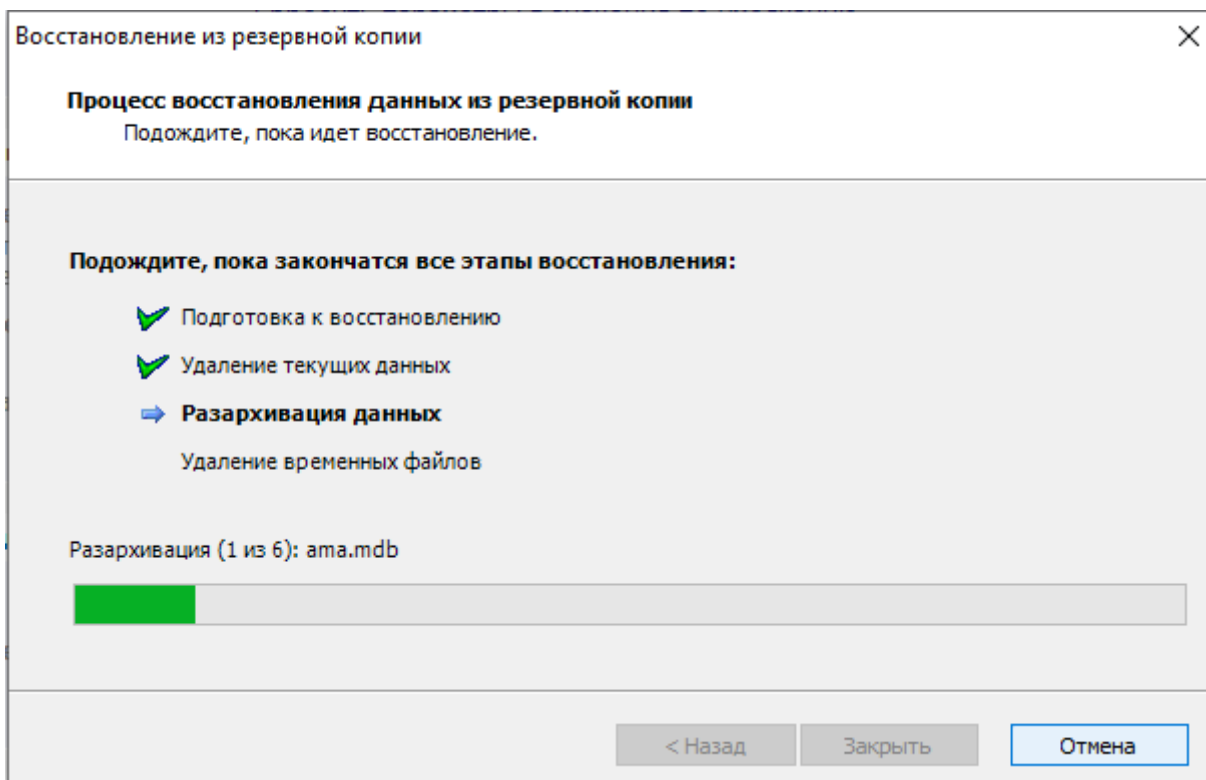 Восстановление из резервной копии
Процесс восстановления данных из резервной копии
Подождите, пока идет восстановление.
Подождите, пока закончатся все этапы восстановления:
Подготовка к восстановлению
Удаление текущих данных
Разархивация данных
Удаление временных файлов
Разархивация (1 из 6): ama.mdb
< Назад
Закрыть
Отмена